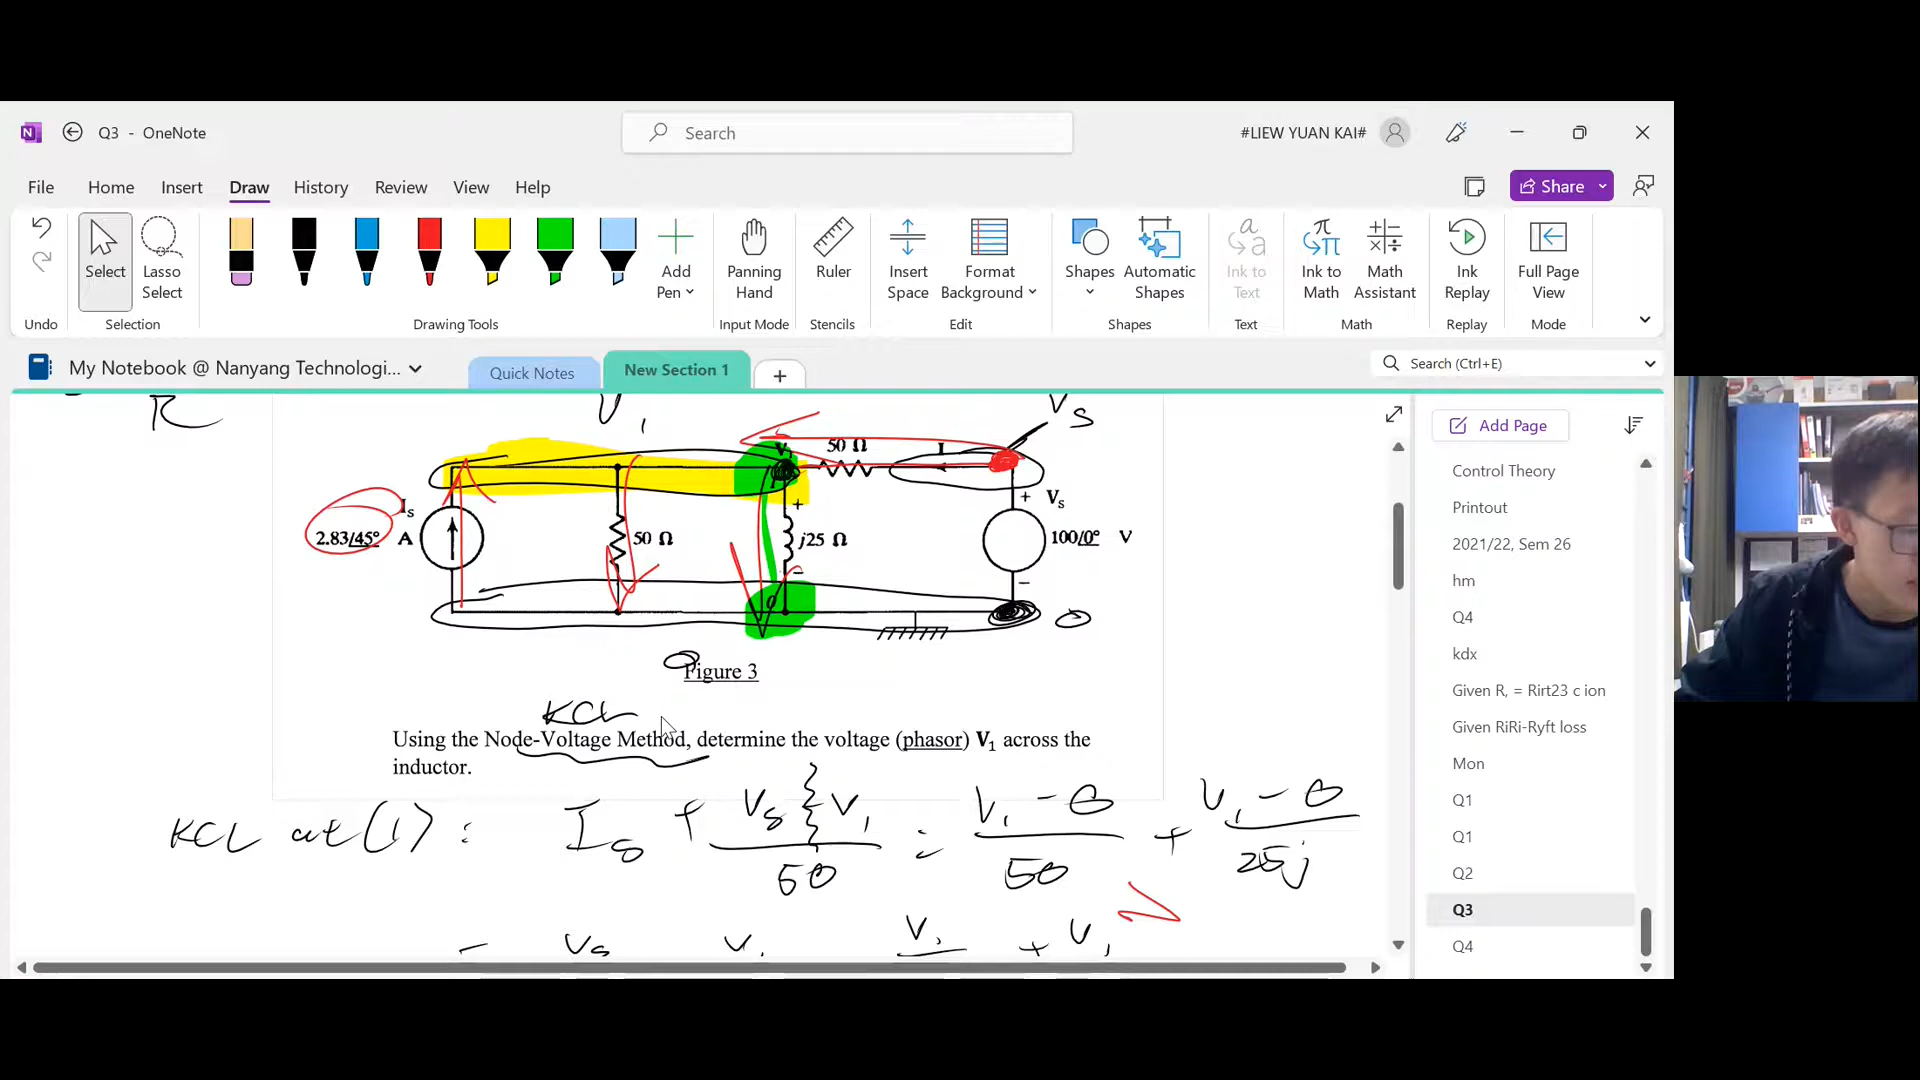 Q3 - OneNote
Search
#LIEW YUAN KAI#
File Home Insert Draw History Review View Help
Share
Select
Lasso Select
Add Pen
Panning Hand
Ruler
Insert Space
Format Background
Shapes
Automatic Shapes
Ink to Text
Ink to Math
Math Assistant
Ink Replay
Full Page View
Undo
Selection
Drawing Tools
Input Mode
Stencils
Edit
Shapes
Text
Math
Replay
Mode
My Notebook @ Nanyang Technologi...
Quick Notes
New Section 1
+
Search (Ctrl+E)
Add Page
Control Theory
Printout
2021/22, Sem 26
hm
Q4
kdx
Given R, = Rirt23 c ion
Given RiRi-Ryft loss
Mon
Q1
Q1
Q2
Q3
Q4
R
V1
Vs
V1
50 Ω
I
Is
2.83/45° A
50 Ω
+
j25 Ω
−
+ Vs
100/0° V
−
0
0
Figure 3
KCL
Using the Node-Voltage Method, determine the voltage (phasor) V1 across the
inductor.
KCL at (1) : Is + (Vs - V1)/50 = (V1 - 0)/50 + (V1 - 0)/25j
Vs V1 V1 + V1